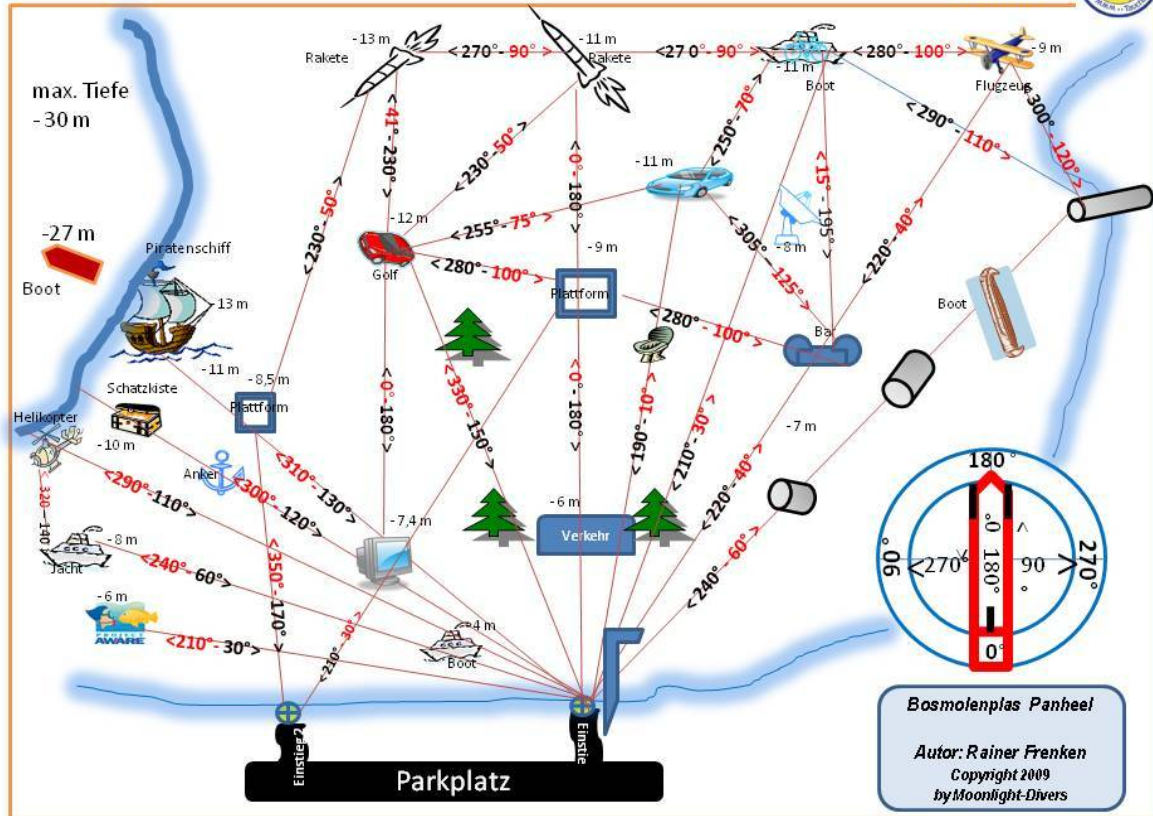 -13 m
Rakete
<270° - 90°>
-11 m
Rakete
<270° - 90°>
-11 m
Boot
<280° - 100°>
-9 m
Flugzeug
max. Tiefe
- 30 m
<41° - 230°>
<230° - 50°>
<0° - 180°>
<250° - 70°>
<290° - 110°>
<300° - 120°>
-11 m
<15° - 195°>
<230° - 50°>
-12 m
Golf
<255° - 75° >
<305° - 125°>
- 8 m
<220° - 40°>
-27 m
Boot
Piratenschiff
13 m
-11 m
- 9 m
Plattform
<280° - 100°>
<280° - 100°>
Bar
Boot
Schatzkiste
- 8,5 m
Plattform
Helikopter
-10 m
Anker
<0° - 180°>
<330° - 150°>
<0° - 180°>
<190° - 10°>
<210° - 30°>
- 7 m
<220° - 40°>
<290° - 110°>
<300° - 120°>
<310° - 130°>
< 320 - 140
- 8 m
Jacht
<240° - 60°>
<350° - 170°>
-7,4 m
- 6 m
Verkehr
<240° - 60° >
- 6 m
PROJECT
AWARE
<210° - 30°>
<210° - 30° >
-4 m
Boot
180°
90°
<270°
0°
180°
90°
270°
0°
Einstieg 2
Einstie
Parkplatz
Bosmolenplas Panheel
Autor: Rainer Frenken
Copyright 2009
by Moonlight-Divers